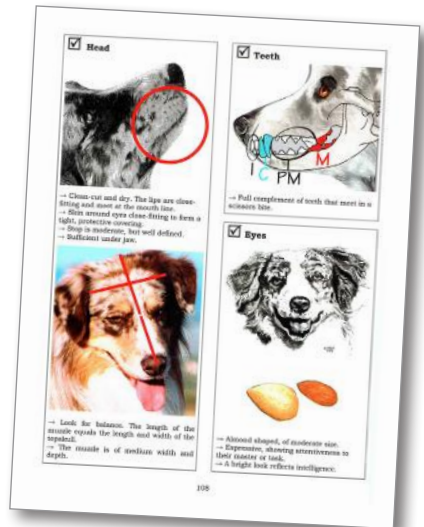 Head
→ Clean-cut and dry. The lips are close-
fitting and meet at the mouth line.
→ Skin around eyes close-fitting to form a
tight, protective covering.
→ Stop is moderate, but well defined.
→ Sufficient under jaw.
→ Look for balance. The length of the
muzzle equals the length and width of the
topskull.
→ The muzzle is of medium width and
depth.
Teeth
I C PM M
→ Full complement of teeth that meet in a
scissors bite.
Eyes
→ Almond shaped, of moderate size.
→ Expressive, showing attentiveness to
their master or task.
→ A bright look reflects intelligence.
108